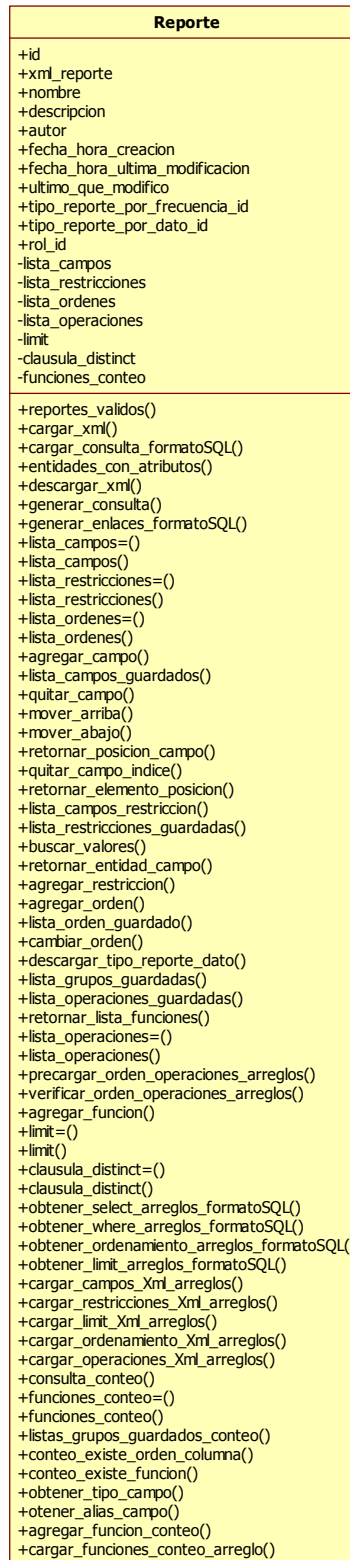 Reporte
+id
+xml_reporte
+nombre
+descripcion
+autor
+fecha_hora_creacion
+fecha_hora_ultima_modificacion
+ultimo_que_modifico
+tipo_reporte_por_frecuencia_id
+tipo_reporte_por_dato_id
+rol_id
-lista_campos
-lista_restricciones
-lista_ordenes
-lista_operaciones
-limit
-clausula_distinct
-funciones_conteo
+reportes_validos()
+cargar_xml()
+cargar_consulta_formatoSQL()
+entidades_con_atributos()
+descargar_xml()
+generar_consulta()
+generar_enlaces_formatoSQL()
+lista_campos=()
+lista_campos()
+lista_restricciones=()
+lista_restricciones()
+lista_ordenes=()
+lista_ordenes()
+agregar_campo()
+lista_campos_guardados()
+quitar_campo()
+mover_arriba()
+mover_abajo()
+retornar_posicion_campo()
+quitar_campo_indice()
+retornar_elemento_posicion()
+lista_campos_restriccion()
+lista_restricciones_guardadas()
+buscar_valores()
+retornar_entidad_campo()
+agregar_restriccion()
+agregar_orden()
+lista_orden_guardado()
+cambiar_orden()
+descargar_tipo_reporte_dato()
+lista_grupos_guardadas()
+lista_operaciones_guardadas()
+retornar_lista_funciones()
+lista_operaciones=()
+lista_operaciones()
+precargar_orden_operaciones_arreglos()
+verificar_orden_operaciones_arreglos()
+agregar_funcion()
+limit=()
+limit()
+clausula_distinct=()
+clausula_distinct()
+obtener_select_arreglos_formatoSQL()
+obtener_where_arreglos_formatoSQL()
+obtener_ordenamiento_arreglos_formatoSQL(
+obtener_limit_arreglos_formatoSQL()
+cargar_campos_Xml_arreglos()
+cargar_restricciones_Xml_arreglos()
+cargar_limit_Xml_arreglos()
+cargar_ordenamiento_Xml_arreglos()
+cargar_operaciones_Xml_arreglos()
+consulta_conteo()
+funciones_conteo=()
+funciones_conteo()
+listas_grupos_guardados_conteo()
+conteo_existe_orden_columna()
+conteo_existe_funcion()
+obtener_tipo_campo()
+otener_alias_campo()
+agregar_funcion_conteo()
+cargar_funciones_conteo_arreglo()